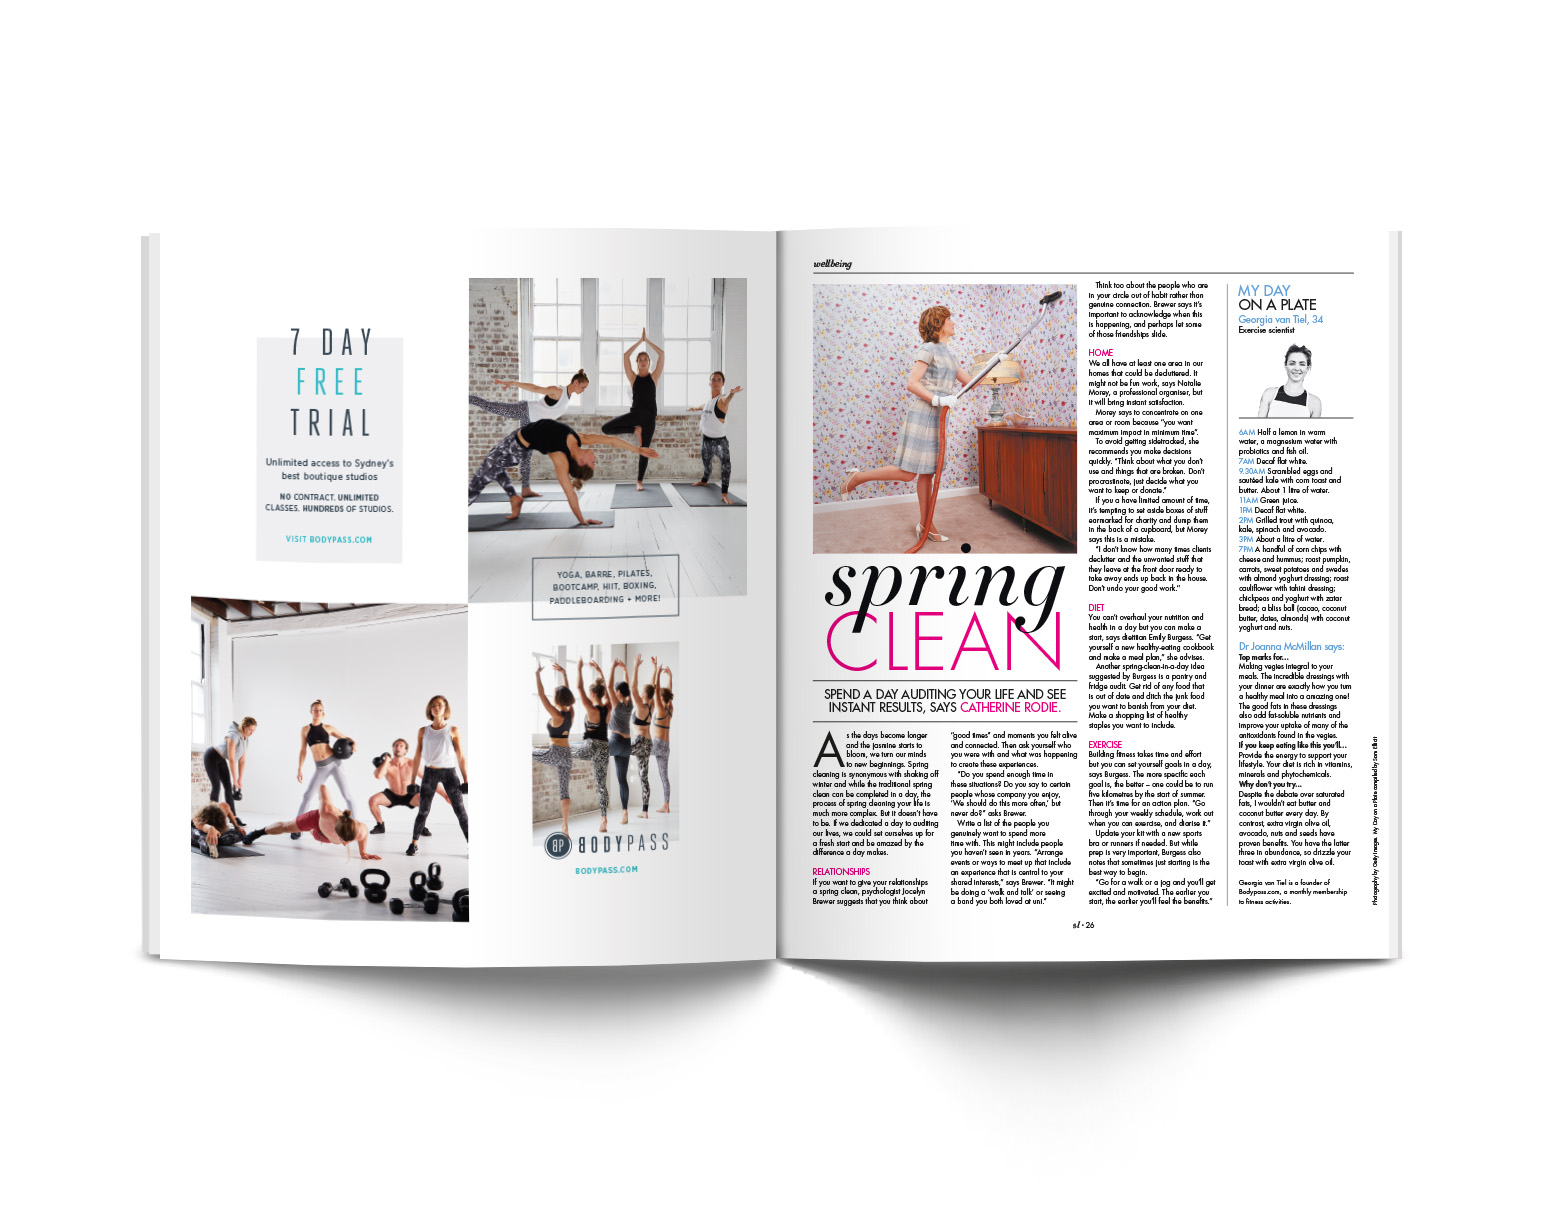 7 DAY
FREE
TRIAL
Unlimited access to Sydney's
best boutique studios
NO CONTRACT. UNLIMITED
CLASSES. HUNDREDS OF STUDIOS.
VISIT BODYPASS.COM
YOGA, BARRE, PILATES,
BOOTCAMP, HIIT, BOXING,
PADDLEBOARDING + MORE!
BP BODYPASS
BODYPASS.COM
wellbeing
spring
CLEAN
SPEND A DAY AUDITING YOUR LIFE AND SEE
INSTANT RESULTS, SAYS CATHERINE RODIE.
As the days become longer
and the jasmine starts to
bloom, we turn our minds
to new beginnings. Spring
cleaning is synonymous with shaking off
winter and while the traditional spring
clean can be completed in a day, the
process of spring cleaning your life is
much more complex. But it doesn't have
to be. If we dedicated a day to auditing
our lives, we could set ourselves up for
a fresh start and be amazed by the
difference a day makes.
RELATIONSHIPS
If you want to give your relationships
a spring clean, psychologist Jocelyn
Brewer suggests that you think about
"good times" and moments you felt alive
and connected. Then ask yourself who
you were with and what was happening
to create these experiences.
"Do you spend enough time in
these situations? Do you say to certain
people whose company you enjoy,
'We should do this more often,' but
never do?" asks Brewer.
Write a list of the people you
genuinely want to spend more
time with. This might include people
you haven't seen in years. "Arrange
events or ways to meet up that include
an experience that is central to your
shared interests," says Brewer. "It might
be doing a 'walk and talk' or seeing
a band you both loved at uni."
Think too about the people who are
in your circle out of habit rather than
genuine connection. Brewer says it's
important to acknowledge when this
is happening, and perhaps let some
of those friendships slide.
HOME
We all have at least one area in our
homes that could be decluttered. It
might not be fun work, says Natalie
Morey, a professional organiser, but
it will bring instant satisfaction.
Morey says to concentrate on one
area or room because "you want
maximum impact in minimum time".
To avoid getting sidetracked, she
recommends you make decisions
quickly. "Think about what you don't
use and things that are broken. Don't
procrastinate, just decide what you
want to keep or donate."
If you a have limited amount of time,
it's tempting to set aside boxes of stuff
earmarked for charity and dump them
in the back of a cupboard, but Morey
says this is a mistake.
"I don't know how many times clients
declutter and the unwanted stuff that
they leave at the front door ready to
take away ends up back in the house.
Don't undo your good work."
DIET
You can't overhaul your nutrition and
health in a day but you can make a
start, says dietitian Emily Burgess. "Get
yourself a new healthy-eating cookbook
and make a meal plan," she advises.
Another spring-clean-in-a-day idea
suggested by Burgess is a pantry and
fridge audit. Get rid of any food that
is out of date and ditch the junk food
you want to banish from your diet.
Make a shopping list of healthy
staples you want to include.
EXERCISE
Building fitness takes time and effort
but you can set yourself goals in a day,
says Burgess. The more specific each
goal is, the better – one could be to run
five kilometres by the start of summer.
Then it's time for an action plan. "Go
through your weekly schedule, work out
when you can exercise, and diarise it."
Update your kit with a new sports
bra or runners if needed. But while
prep is very important, Burgess also
notes that sometimes just starting is the
best way to begin.
"Go for a walk or a jog and you'll get
excited and motivated. The earlier you
start, the earlier you'll feel the benefits."
MY DAY
ON A PLATE
Georgia van Tiel, 34
Exercise scientist
6AM Half a lemon in warm
water, a magnesium water with
probiotics and fish oil.
7AM Decaf flat white.
9.30AM Scrambled eggs and
sautéed kale with corn toast and
butter. About 1 litre of water.
11AM Green juice.
1PM Decaf flat white.
2PM Grilled trout with quinoa,
kale, spinach and avocado.
3PM About a litre of water.
7PM A handful of corn chips with
cheese and hummus; roast pumpkin,
carrots, sweet potatoes and swedes
with almond yoghurt dressing; roast
cauliflower with tahini dressing;
chickpeas and yoghurt with zatar
bread; a bliss ball (cacao, coconut
butter, dates, almonds) with coconut
yoghurt and nuts.
Dr Joanna McMillan says:
Top marks for...
Making vegies integral to your
meals. The incredible dressings with
your dinner are exactly how you turn
a healthy meal into a amazing one!
The good fats in these dressings
also add fat-soluble nutrients and
improve your uptake of many of the
antioxidants found in the vegies.
If you keep eating like this you'll...
Provide the energy to support your
lifestyle. Your diet is rich in vitamins,
minerals and phytochemicals.
Why don't you try...
Despite the debate over saturated
fats, I wouldn't eat butter and
coconut butter every day. By
contrast, extra virgin olive oil,
avocado, nuts and seeds have
proven benefits. You have the latter
three in abundance, so drizzle your
toast with extra virgin olive oil.
Georgia van Tiel is a founder of
Bodypass.com, a monthly membership
to fitness activities.
Photography by Getty Images. My Day on a Plate compiled by Sam Elliott
sl • 26